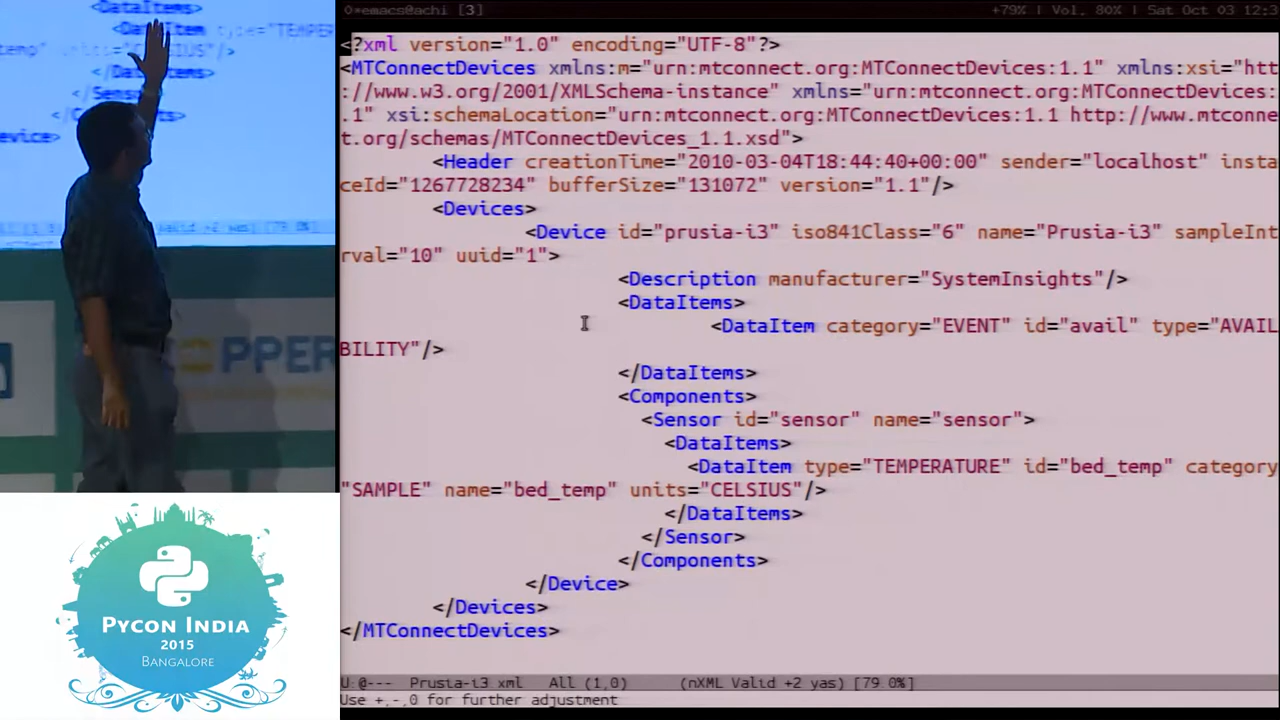 0*emacs@achi [3]
+79% | Vol, 80% | Sat Oct 03 12:3
<?xml version="1.0" encoding="UTF-8"?>
<MTConnectDevices xmlns:m="urn:mtconnect.org:MTConnectDevices:1.1" xmlns:xsi="htt
://www.w3.org/2001/XMLSchema-instance" xmlns="urn:mtconnect.org:MTConnectDevices:
.1" xsi:schemaLocation="urn:mtconnect.org:MTConnectDevices:1.1 http://www.mtconne
t.org/schemas/MTConnectDevices_1.1.xsd">
<Header creationTime="2010-03-04T18:44:40+00:00" sender="localhost" insta
ceId="1267728234" bufferSize="131072" version="1.1"/>
<Devices>
<Device id="prusia-i3" iso841Class="6" name="Prusia-i3" sampleInt
rval="10" uuid="1">
<Description manufacturer="SystemInsights"/>
<DataItems>
<DataItem category="EVENT" id="avail" type="AVAIL
BILITY"/>
</DataItems>
<Components>
<Sensor id="sensor" name="sensor">
<DataItems>
<DataItem type="TEMPERATURE" id="bed_temp" category
"SAMPLE" name="bed_temp" units="CELSIUS"/>
</DataItems>
</Sensor>
</Components>
</Device>
</Devices>
</MTConnectDevices>
U:@--- Prusia-i3 xml All (1,0) (nXML Valid +2 yas) [79.0%]
Use +,-,0 for further adjustment
<DataItems>
type="TEMPER
</DataItems>
OPPER
PYCON INDIA
2015
BANGALORE